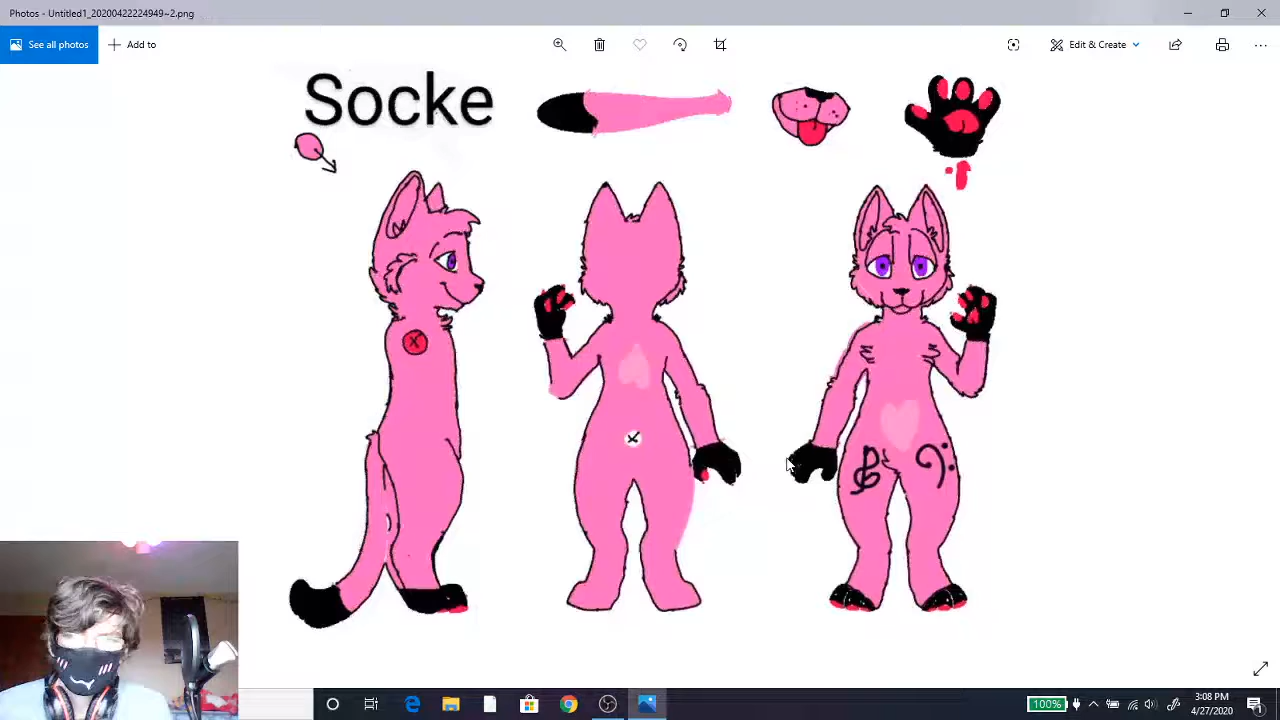 Photos - Untitled1_20200422224949~2.png
See all photos
Add to
Edit & Create
Socke
100%
3:08 PM
4/27/2020